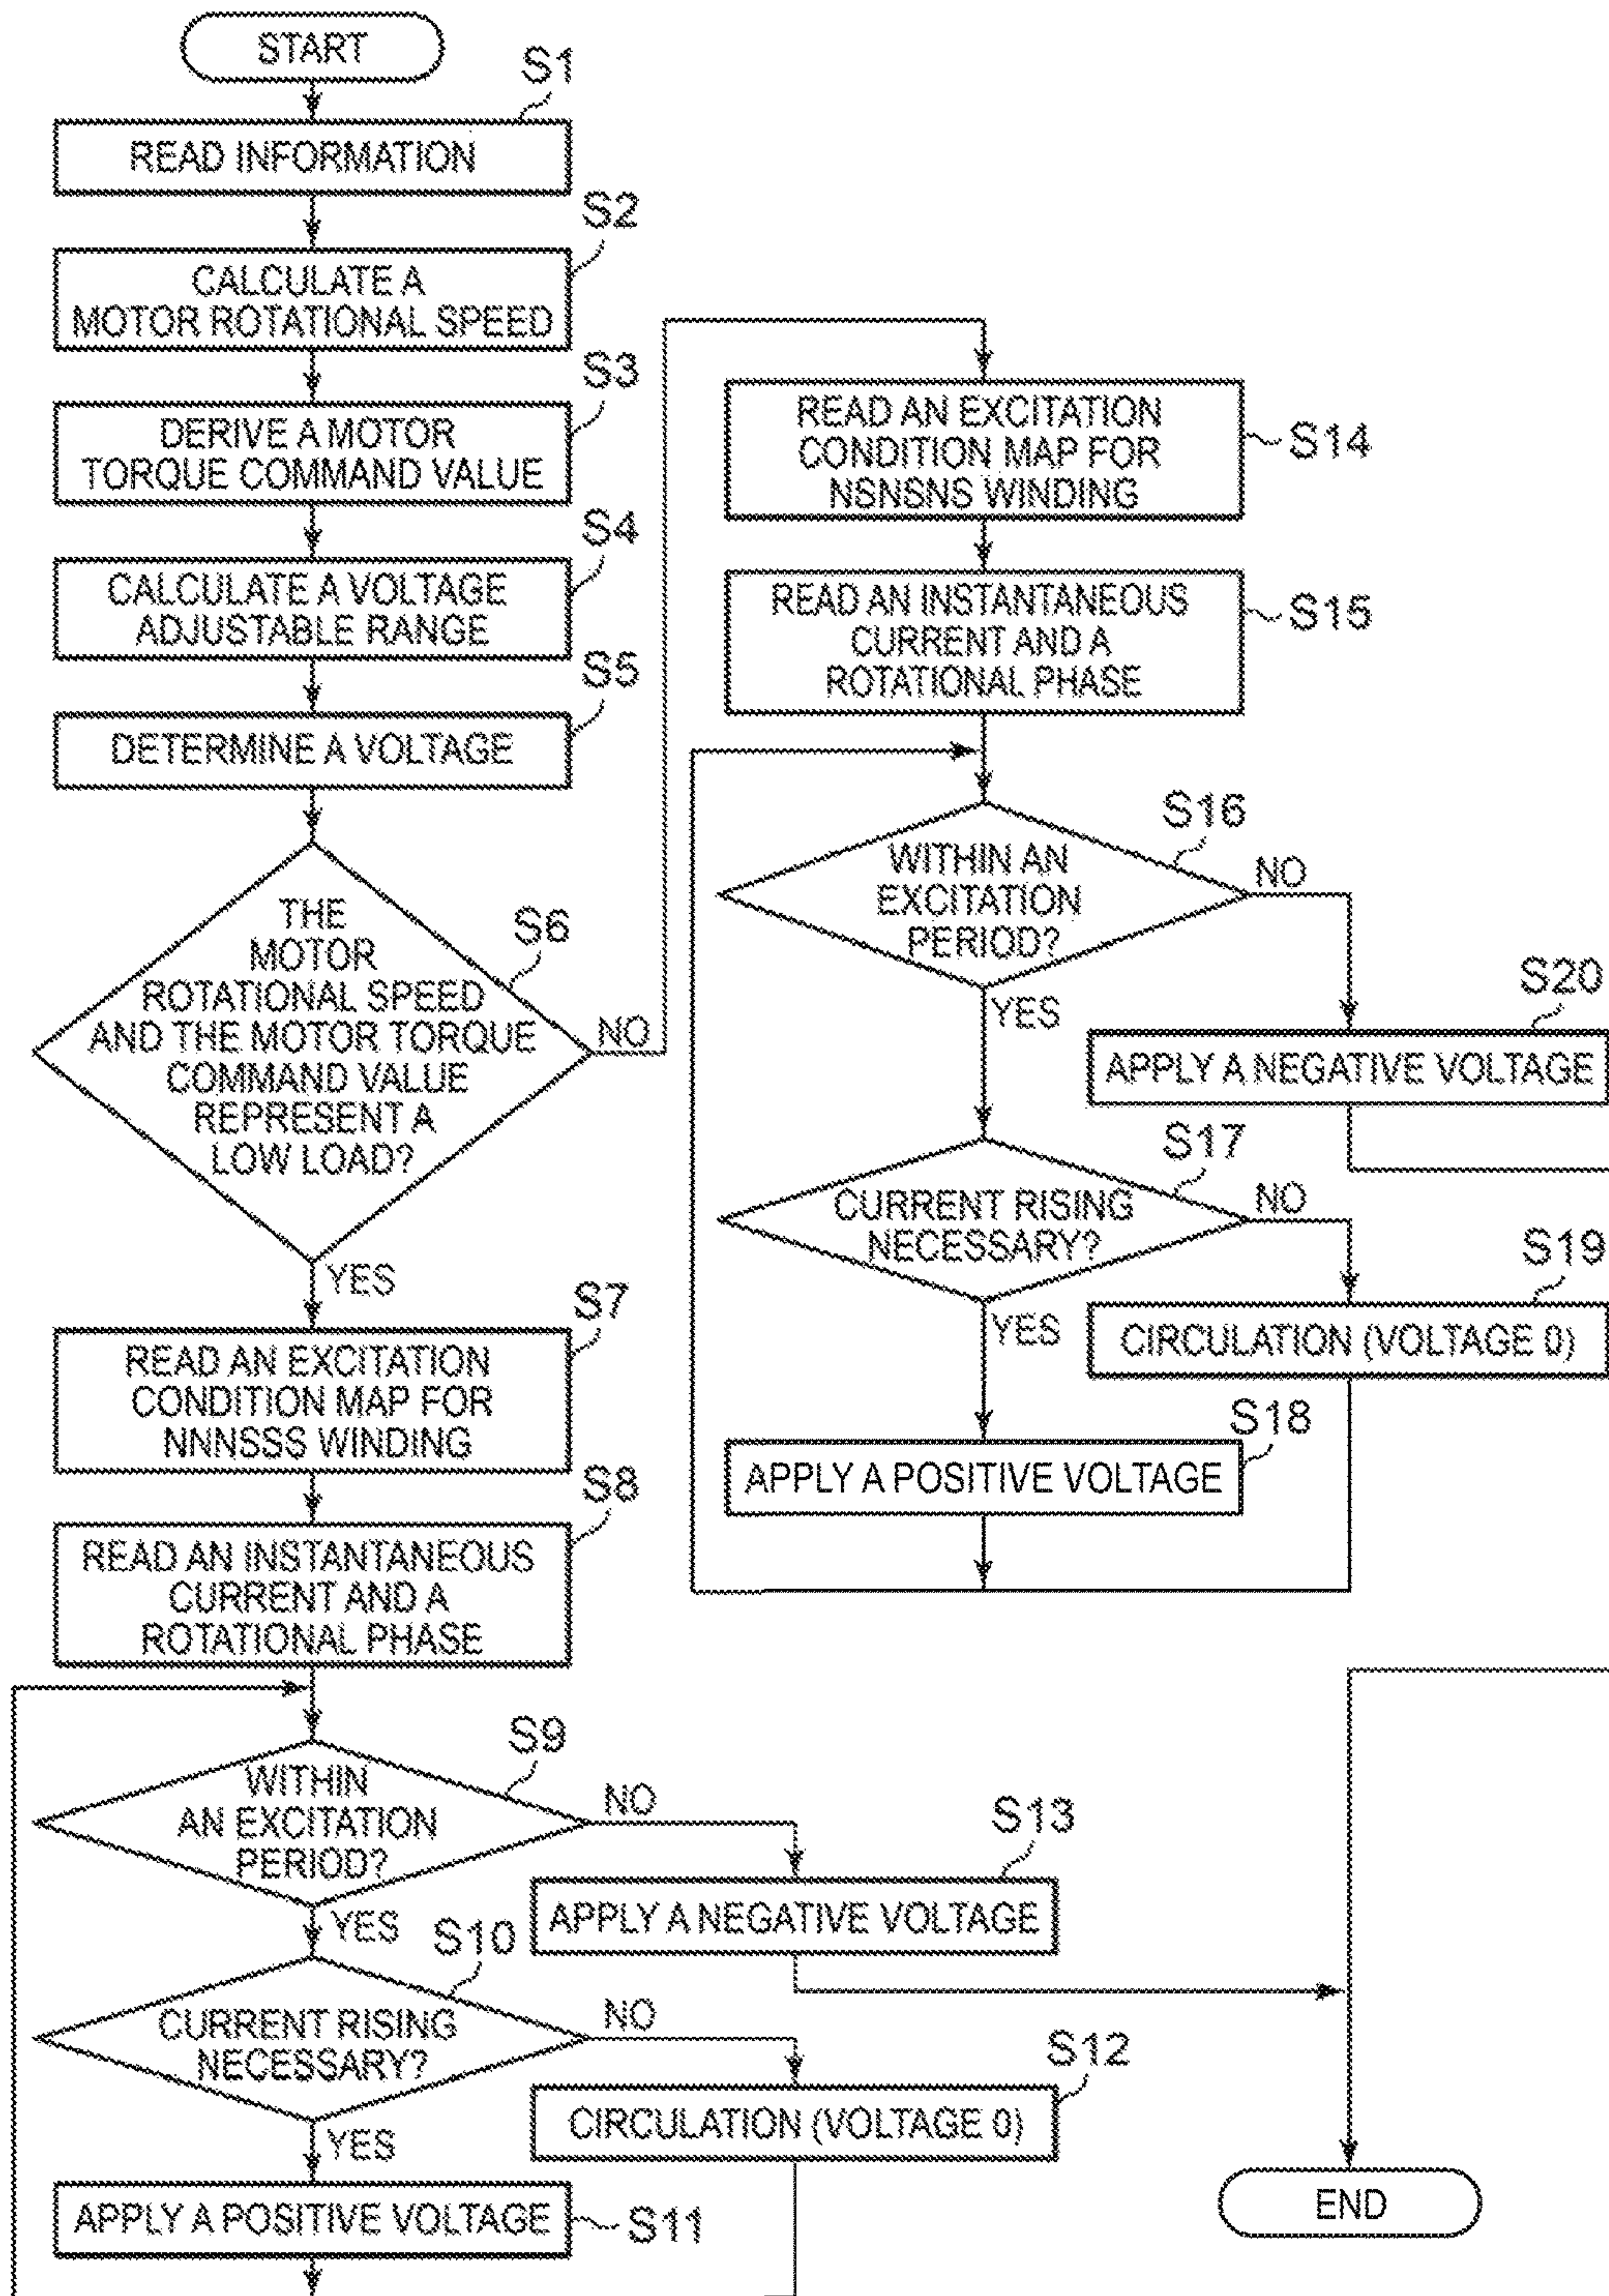 START
S1
READ INFORMATION
S2
CALCULATE A
MOTOR ROTATIONAL SPEED
S3
DERIVE A MOTOR
TORQUE COMMAND VALUE
S4
CALCULATE A VOLTAGE
ADJUSTABLE RANGE
S5
DETERMINE A VOLTAGE
S6
THE
MOTOR
ROTATIONAL SPEED
AND THE MOTOR TORQUE
COMMAND VALUE
REPRESENT A
LOW LOAD?
NO
YES
S7
READ AN EXCITATION
CONDITION MAP FOR
NNNSSS WINDING
S8
READ AN INSTANTANEOUS
CURRENT AND A
ROTATIONAL PHASE
S9
WITHIN
AN EXCITATION
PERIOD?
NO
YES
S10
CURRENT RISING
NECESSARY?
NO
YES
APPLY A POSITIVE VOLTAGE
S11
S13
APPLY A NEGATIVE VOLTAGE
S12
CIRCULATION (VOLTAGE 0)
READ AN EXCITATION
CONDITION MAP FOR
NSNSNS WINDING
S14
READ AN INSTANTANEOUS
CURRENT AND A
ROTATIONAL PHASE
S15
S16
WITHIN AN
EXCITATION
PERIOD?
NO
YES
S20
APPLY A NEGATIVE VOLTAGE
S17
CURRENT RISING
NECESSARY?
NO
YES
S19
CIRCULATION (VOLTAGE 0)
S18
APPLY A POSITIVE VOLTAGE
END